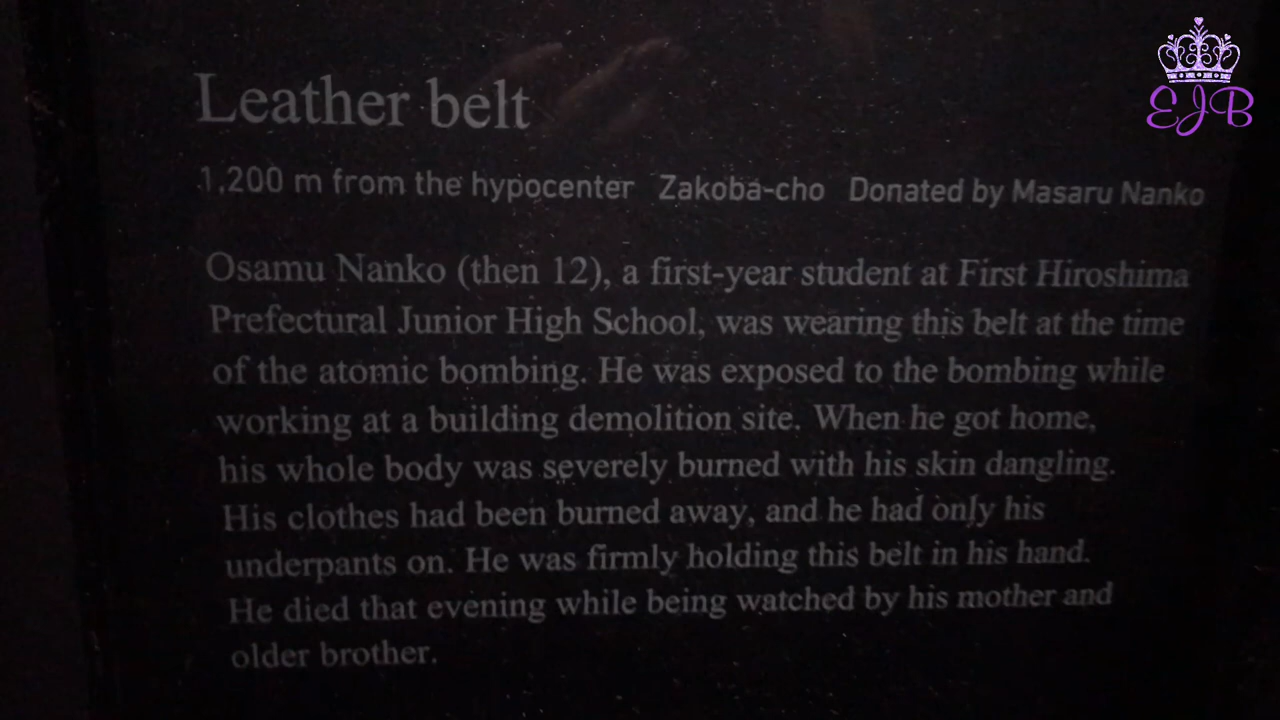 Leather belt
1,200 m from the hypocenter Zakoba-cho Donated by Masaru Nanko
Osamu Nanko (then 12), a first-year student at First Hiroshima
Prefectural Junior High School, was wearing this belt at the time
of the atomic bombing. He was exposed to the bombing while
working at a building demolition site. When he got home,
his whole body was severely burned with his skin dangling.
His clothes had been burned away, and he had only his
underpants on. He was firmly holding this belt in his hand.
He died that evening while being watched by his mother and
older brother.
EJB